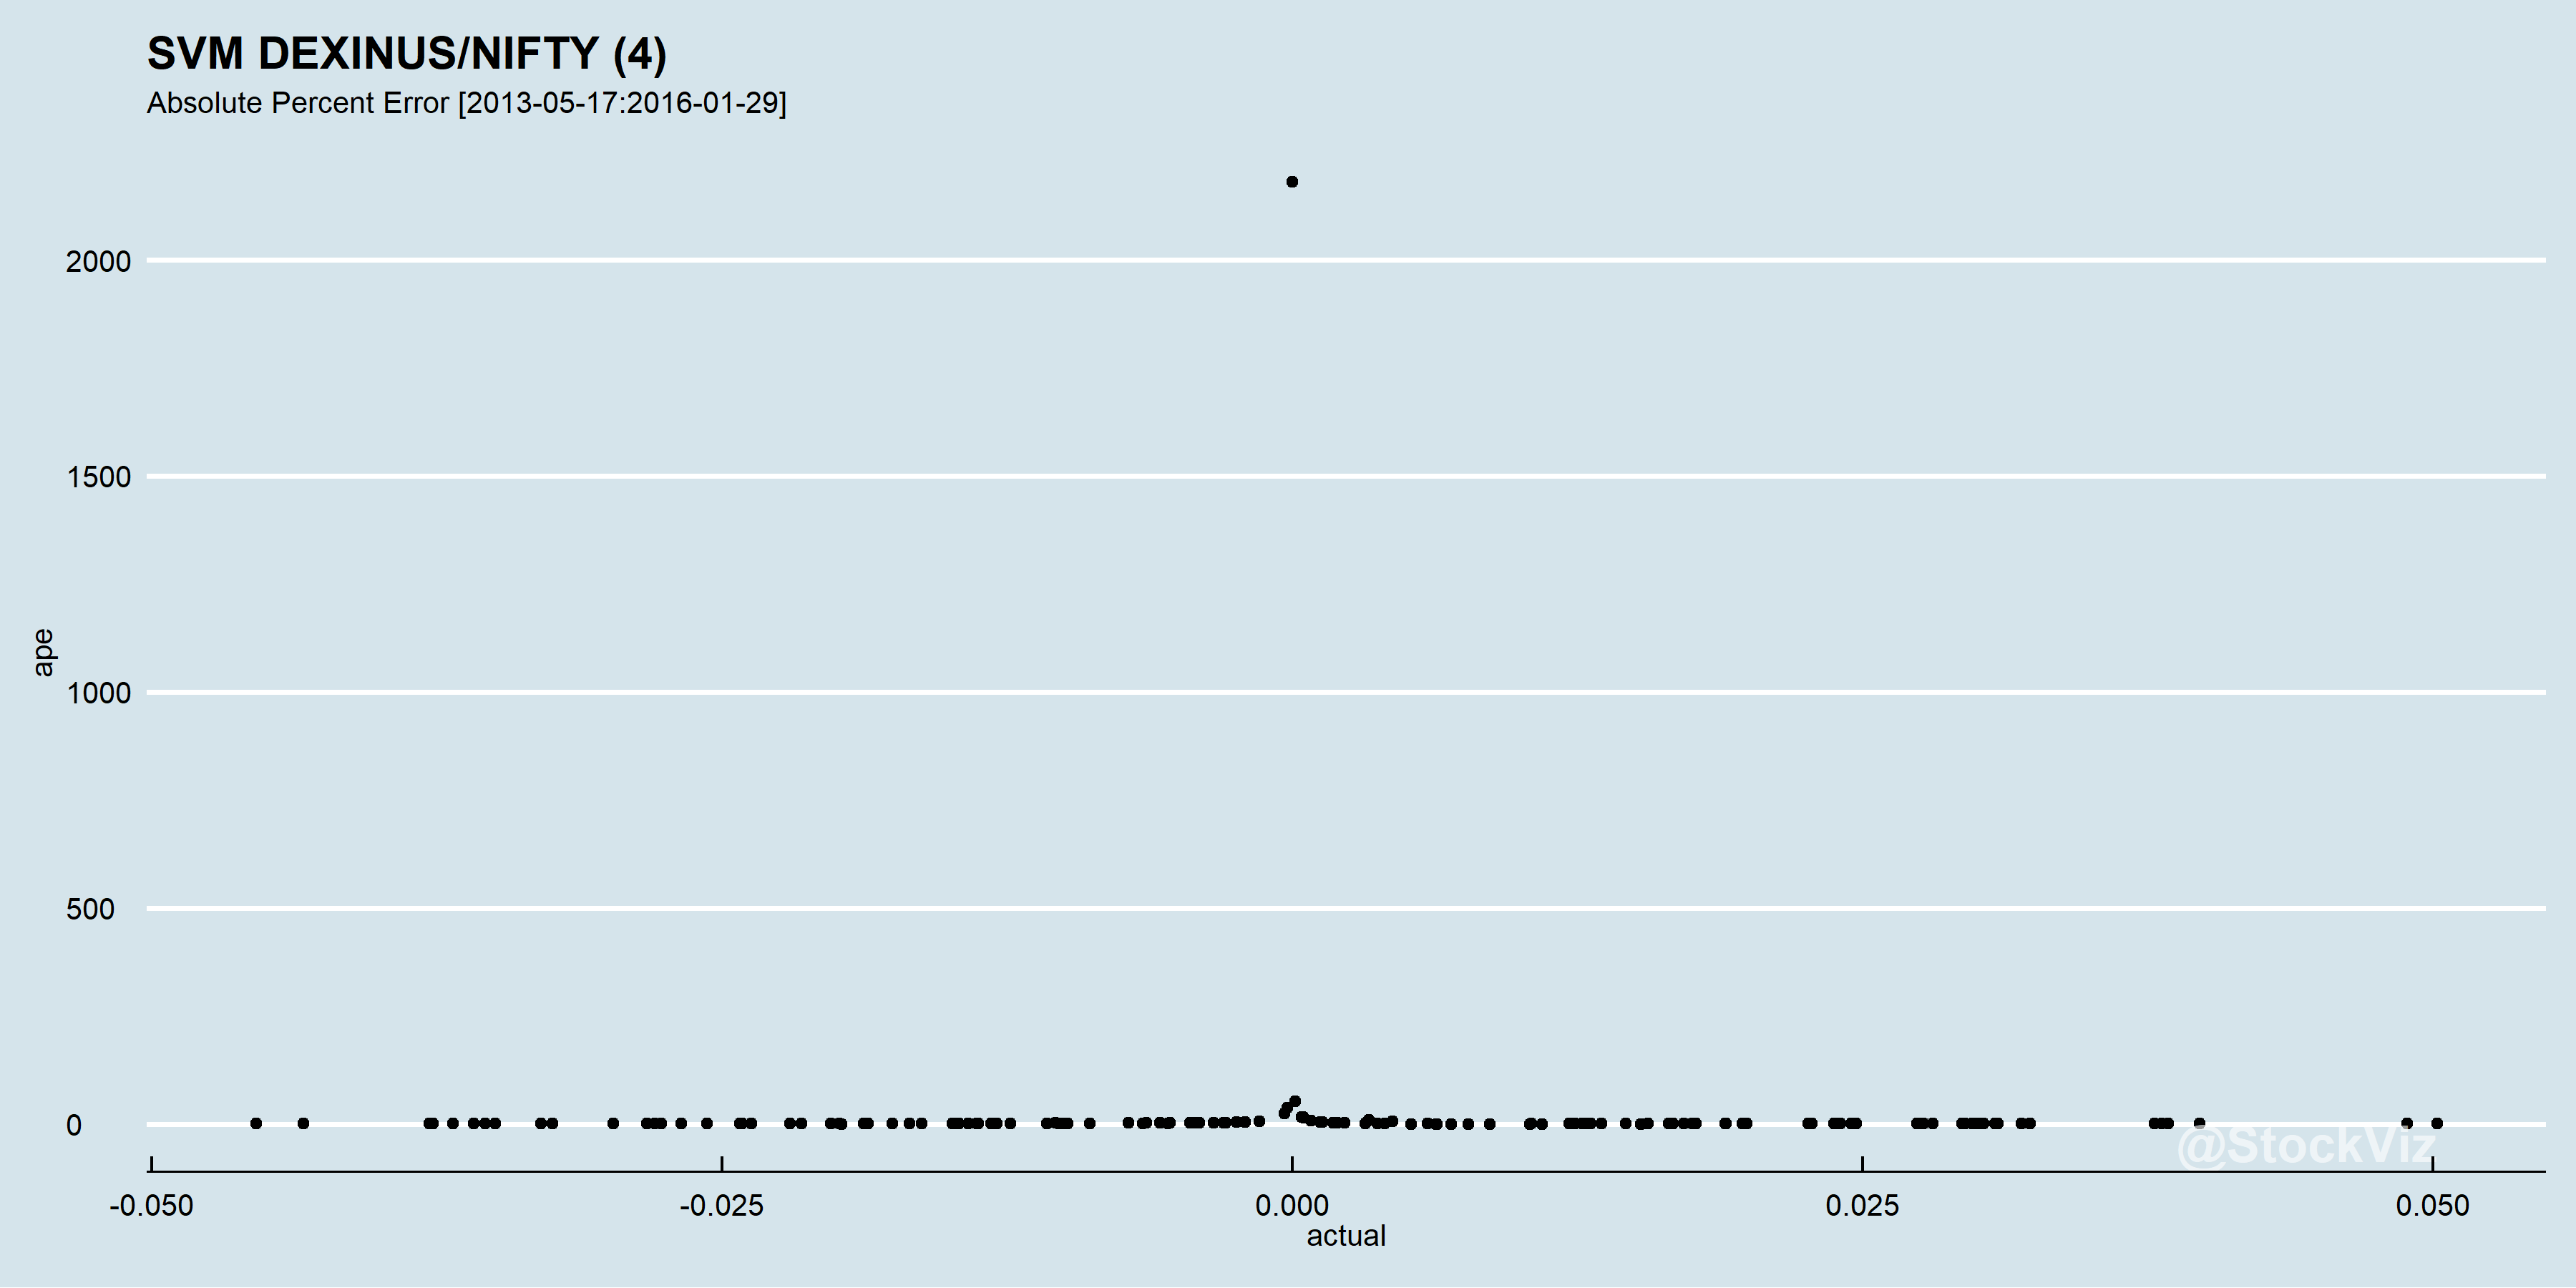 SVM DEXINUS/NIFTY (4)
Absolute Percent Error [2013-05-17:2016-01-29]
2000
1500
ape
1000
500
0
@StockViz
-0.050 -0.025 0.000 0.025 0.050
actual